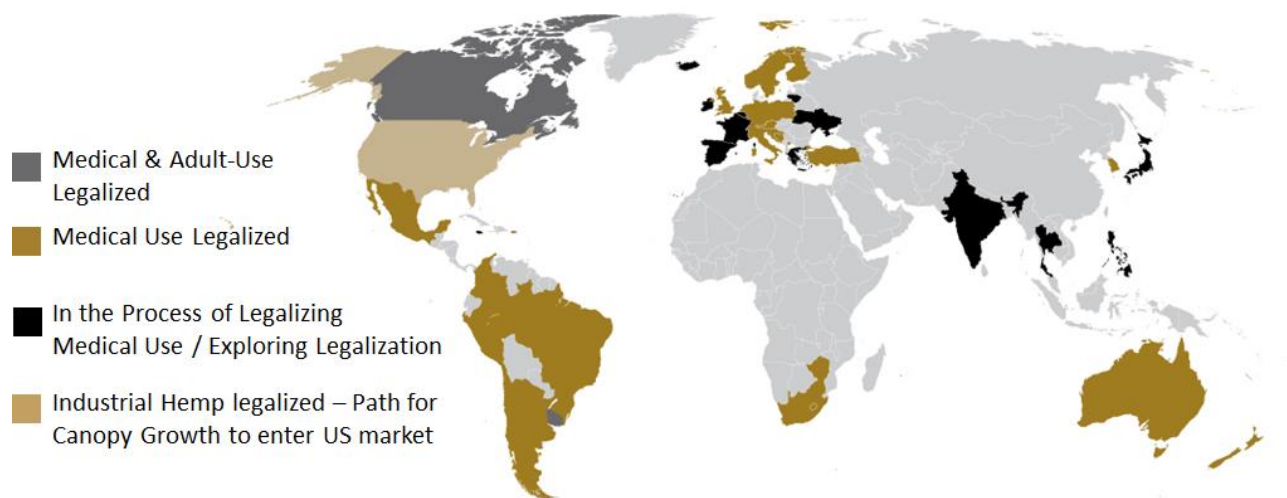 Medical & Adult-Use
Legalized
Medical Use Legalized
In the Process of Legalizing
Medical Use / Exploring Legalization
Industrial Hemp legalized – Path for
Canopy Growth to enter US market